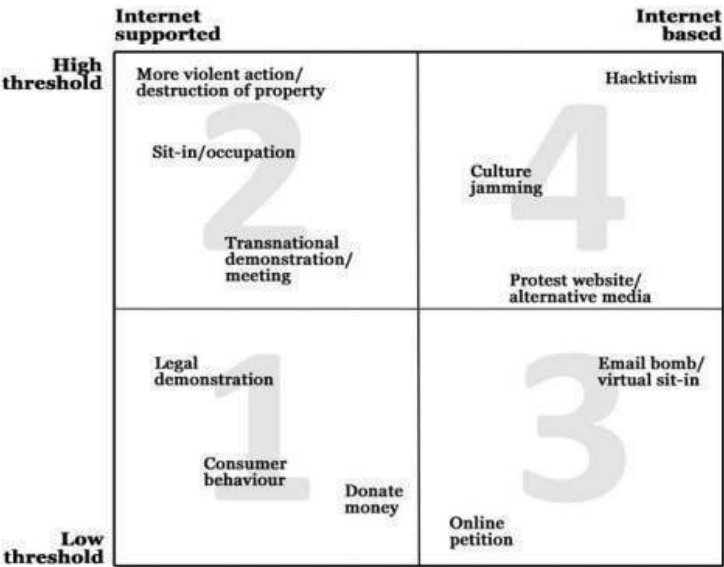 Internet
supported
Internet
based
High
threshold
More violent action/
destruction of property
Hacktivism
2
4
Sit-in/occupation
Culture
jamming
Transnational
demonstration/
meeting
Protest website/
alternative media
1
3
Legal
demonstration
Email bomb/
virtual sit-in
Consumer
behaviour
Donate
money
Online
petition
Low
threshold